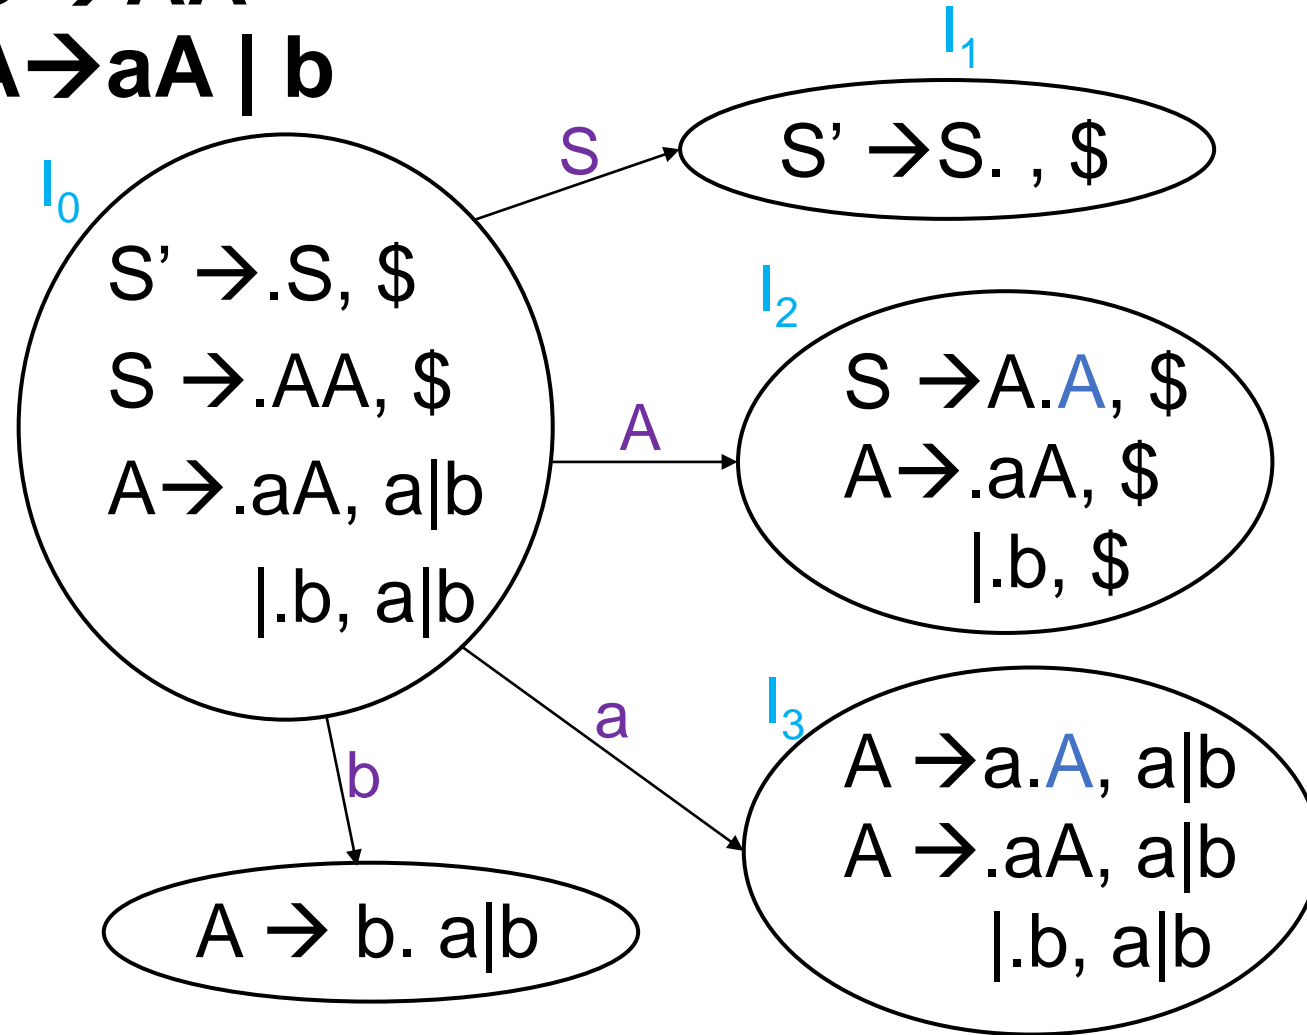 A→aA | b
I1
S
S’ →S. , $
I0
S’ →.S, $
S →.AA, $
A→.aA, a|b
|.b, a|b
I2
A
S →A.A, $
A→.aA, $
|.b, $
a
I3
A →a.A, a|b
A →.aA, a|b
|.b, a|b
b
A → b. a|b